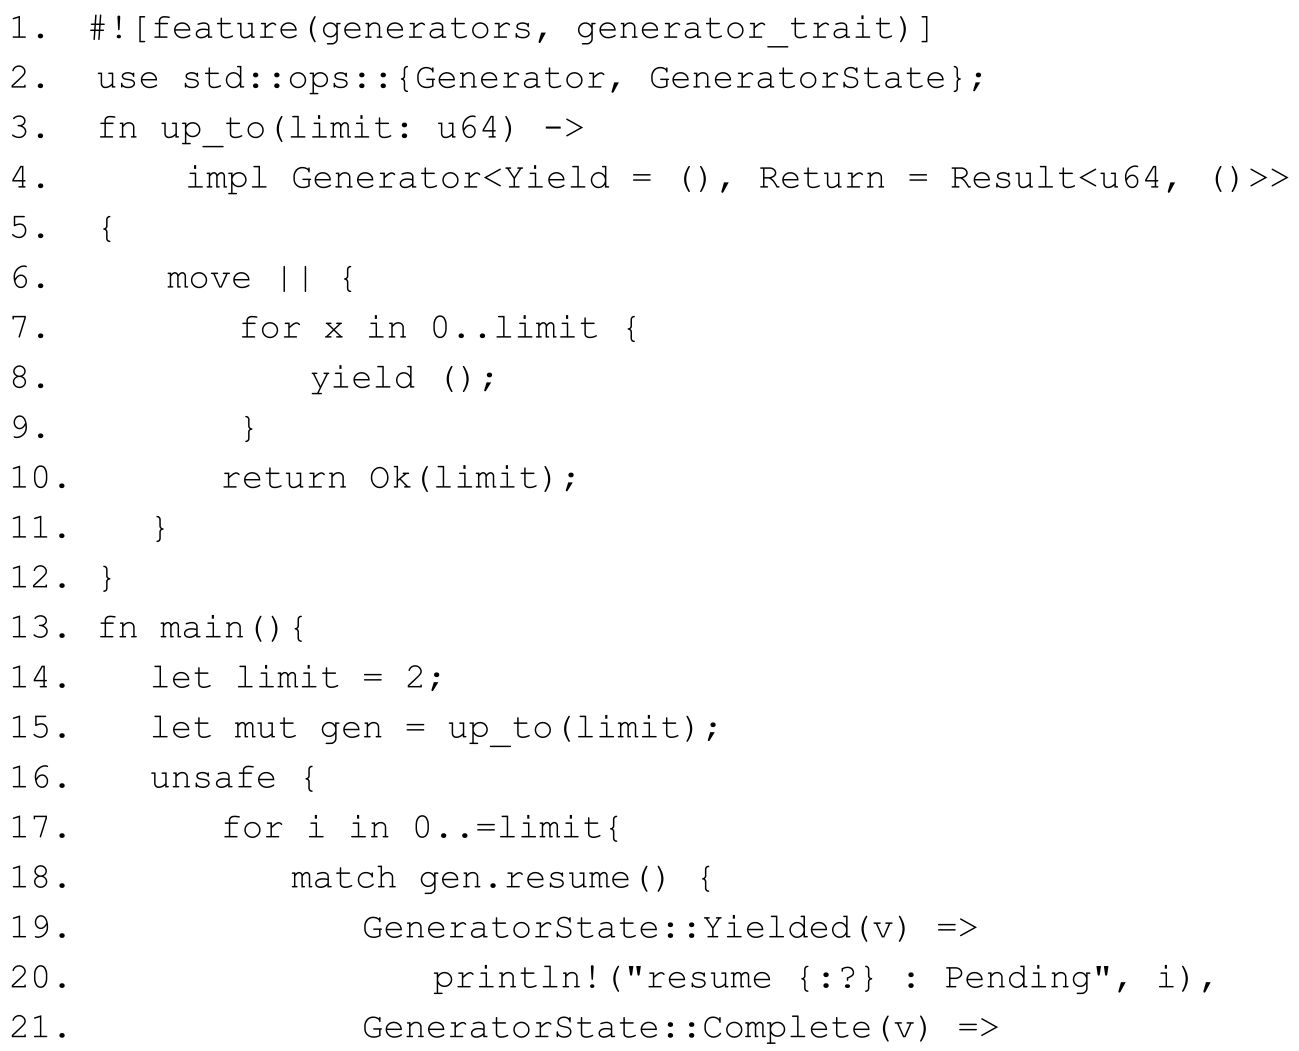 1. #![feature(generators, generator_trait)]
2. use std::ops::{Generator, GeneratorState};
3. fn up_to(limit: u64) ->
4. impl Generator<Yield = (), Return = Result<u64, ()>>
5. {
6. move || {
7. for x in 0..limit {
8. yield ();
9. }
10. return Ok(limit);
11. }
12. }
13. fn main(){
14. let limit = 2;
15. let mut gen = up_to(limit);
16. unsafe {
17. for i in 0..=limit{
18. match gen.resume() {
19. GeneratorState::Yielded(v) =>
20. println!("resume {:?} : Pending", i),
21. GeneratorState::Complete(v) =>